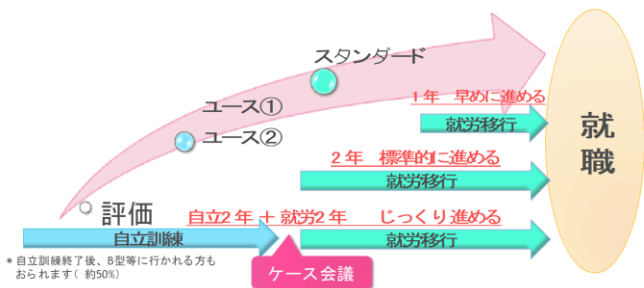 スタンダード
ユース①
ユース②
1年 早めに進める
就労移行
2年 標準的に進める
就労移行
評価
自立2年＋就労2年 じっくり進める
自立訓練
就労移行
就職
ケース会議
*自立訓練終了後、B型等に行かれる方も
おられます(約50%)